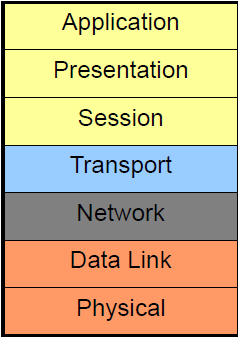 Application
Presentation
Session
Transport
Network
Data Link
Physical